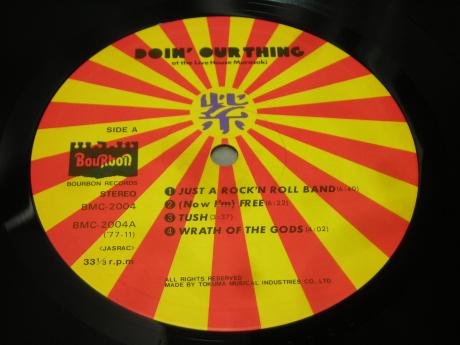 DOIN' OUR THING
at the Live House Murasaki
紫
SIDE A
Bourbon
BOURBON RECORDS
STEREO
BMC-2004
BMC-2004A
('77-11)
<JASRAC>
33⅓ r.p.m
1 JUST A ROCK'N ROLL BAND (6:40)
2 (Now I'm) FREE (6:22)
3 TUSH (3:37)
4 WRATH OF THE GODS (4:02)
ALL RIGHTS RESERVED
MADE BY TOKUMA MUSICAL INDUSTRIES CO., LTD.